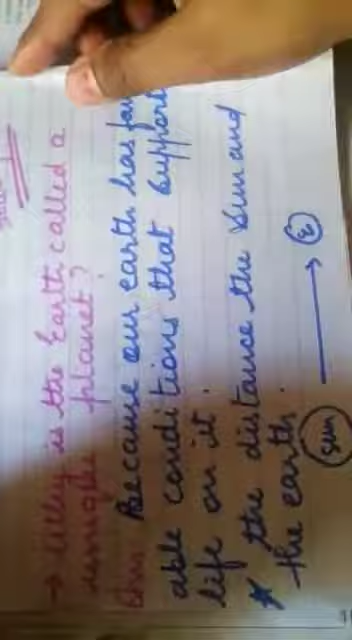 → Why is the Earth called a
unique planet?
Ans. Because our earth has fav
able conditions that support
life on it.
* the distance the Sun and
the earth.
Sun → E